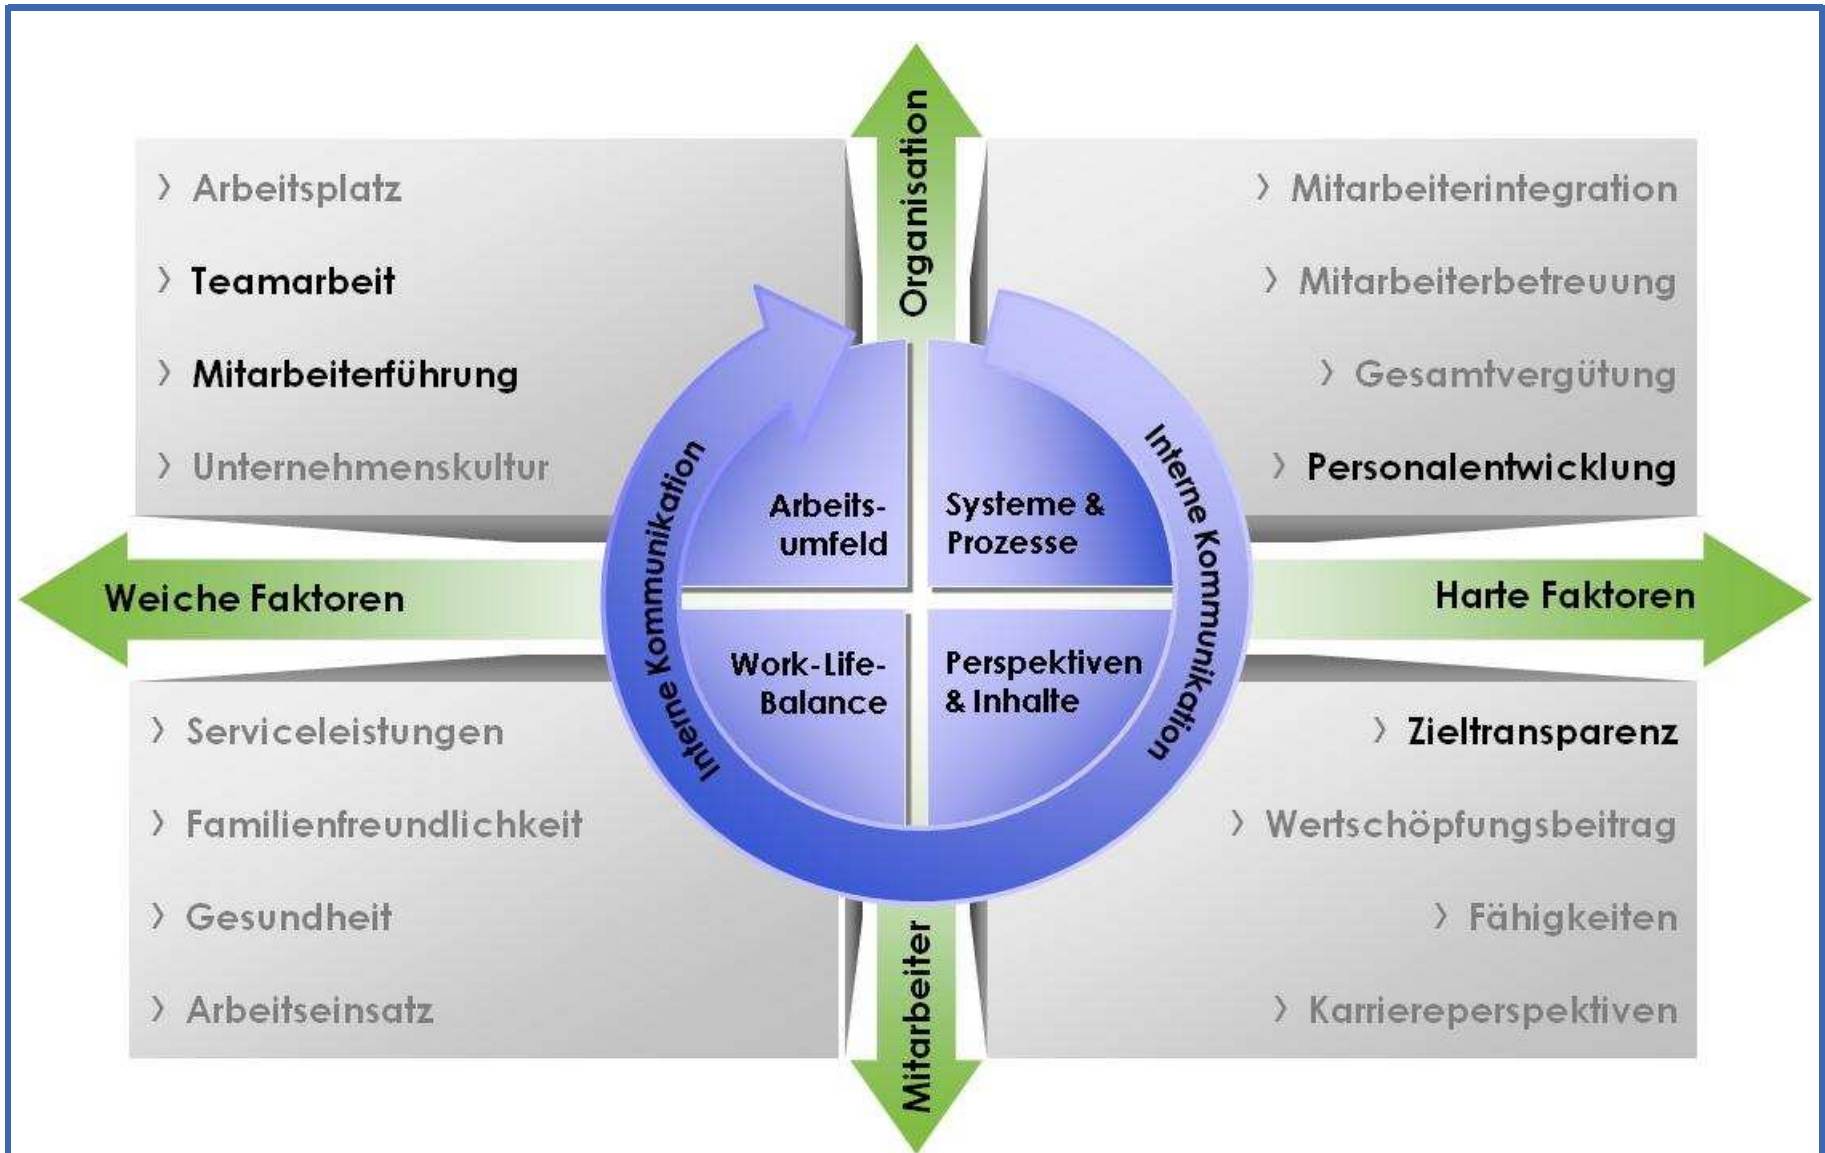 Organisation
› Arbeitsplatz
› Teamarbeit
› Mitarbeiterführung
› Unternehmenskultur
› Mitarbeiterintegration
› Mitarbeiterbetreuung
› Gesamtvergütung
› Personalentwicklung
Interne Kommunikation
Interne Kommunikation
Arbeits-
umfeld
Systeme &
Prozesse
Weiche Faktoren
Harte Faktoren
Work-Life-
Balance
Perspektiven
& Inhalte
› Serviceleistungen
› Familienfreundlichkeit
› Gesundheit
› Arbeitseinsatz
› Zieltransparenz
› Wertschöpfungsbeitrag
› Fähigkeiten
› Karriereperspektiven
Mitarbeiter